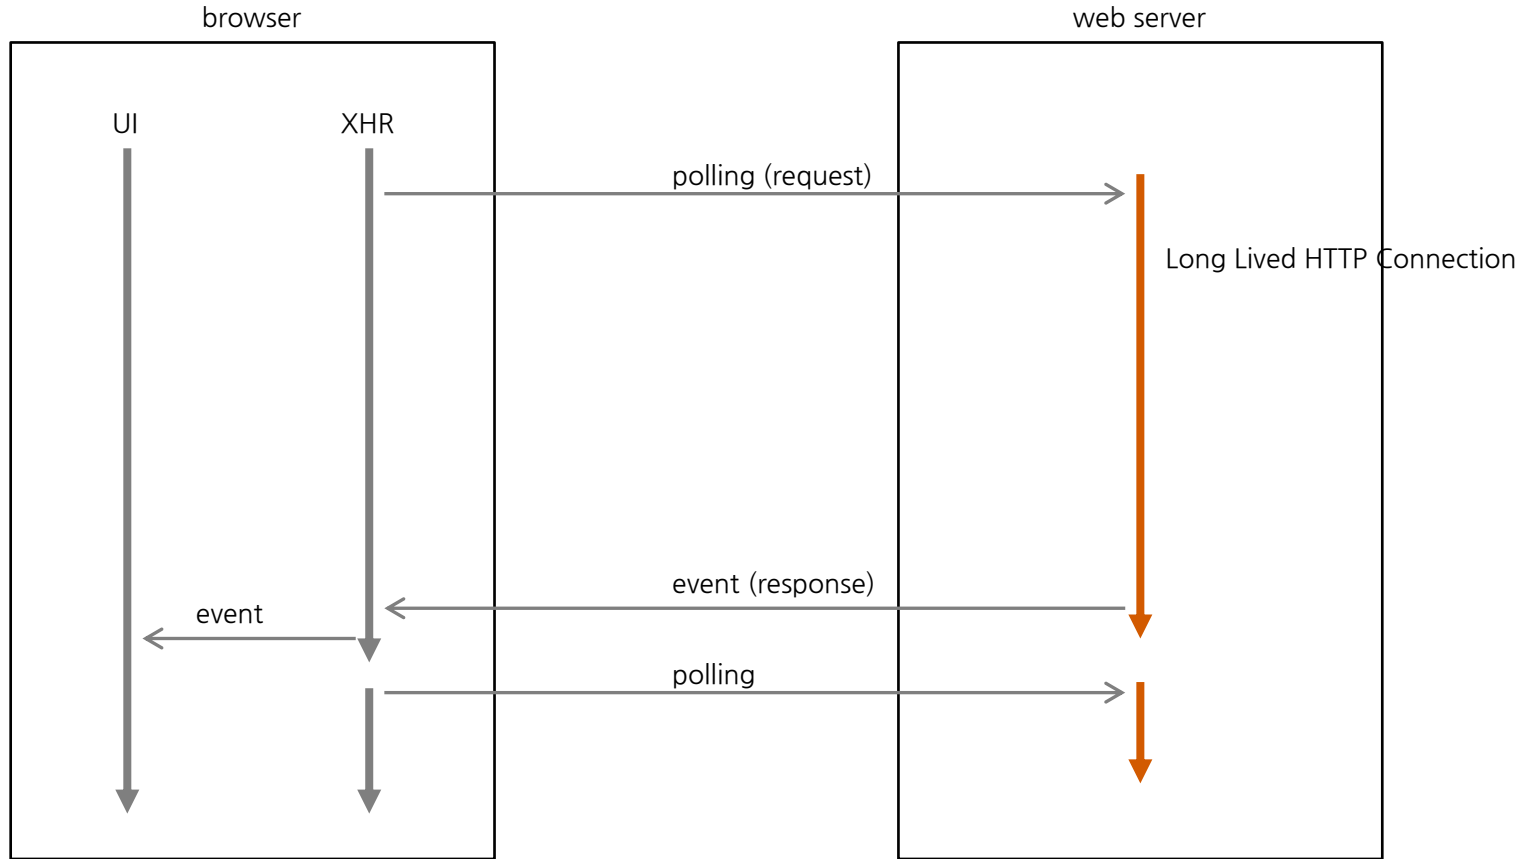 browser
web server
UI
XHR
polling (request)
Long Lived HTTP Connection
event (response)
event
polling